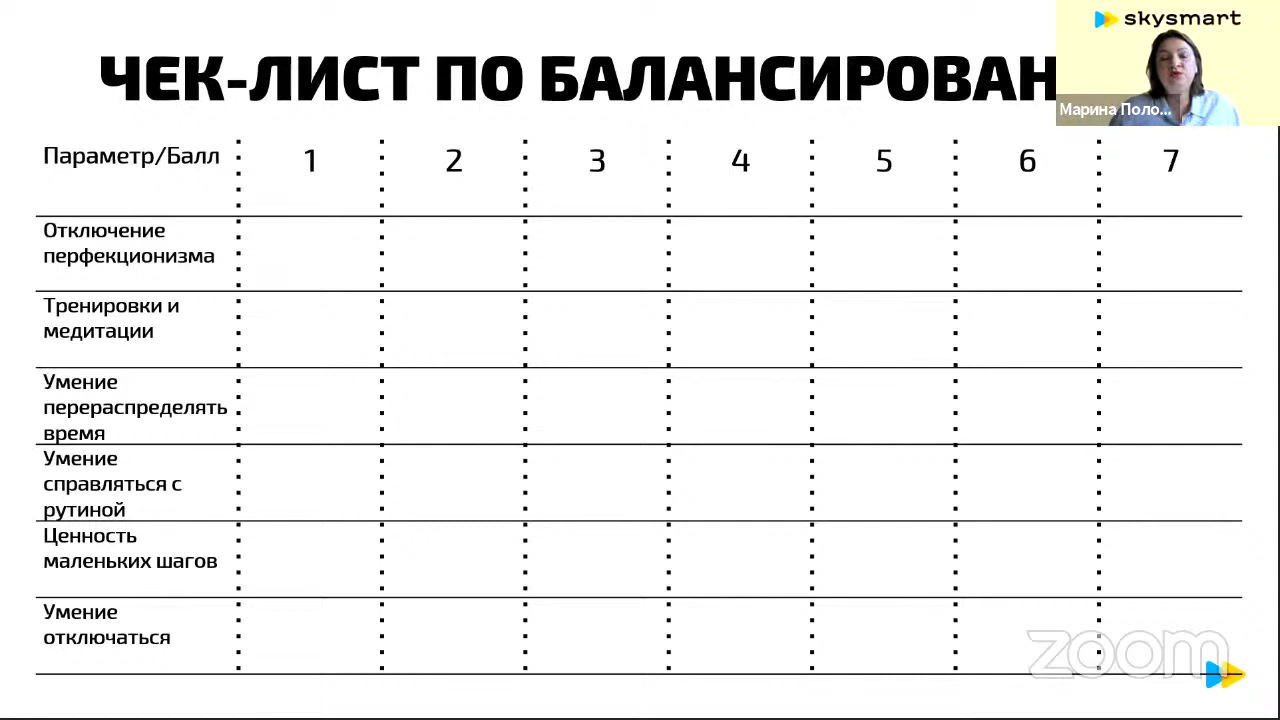 skysmart
ЧЕК-ЛИСТ ПО БАЛАНСИРОВАН
Марина Поло...
Параметр/Балл 1 2 3 4 5 6 7
Отключение
перфекционизма
Тренировки и
медитации
Умение
перераспределять
время
Умение
справляться с
рутиной
Ценность
маленьких шагов
Умение
отключаться
zoom